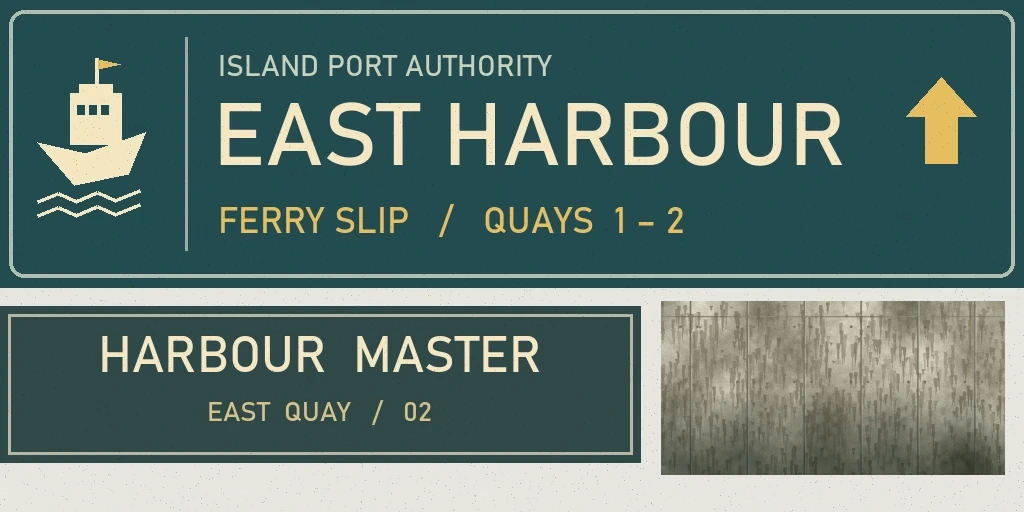 ISLAND PORT AUTHORITY
EAST HARBOUR
FERRY SLIP / QUAYS 1 – 2
HARBOUR MASTER
EAST QUAY / 02